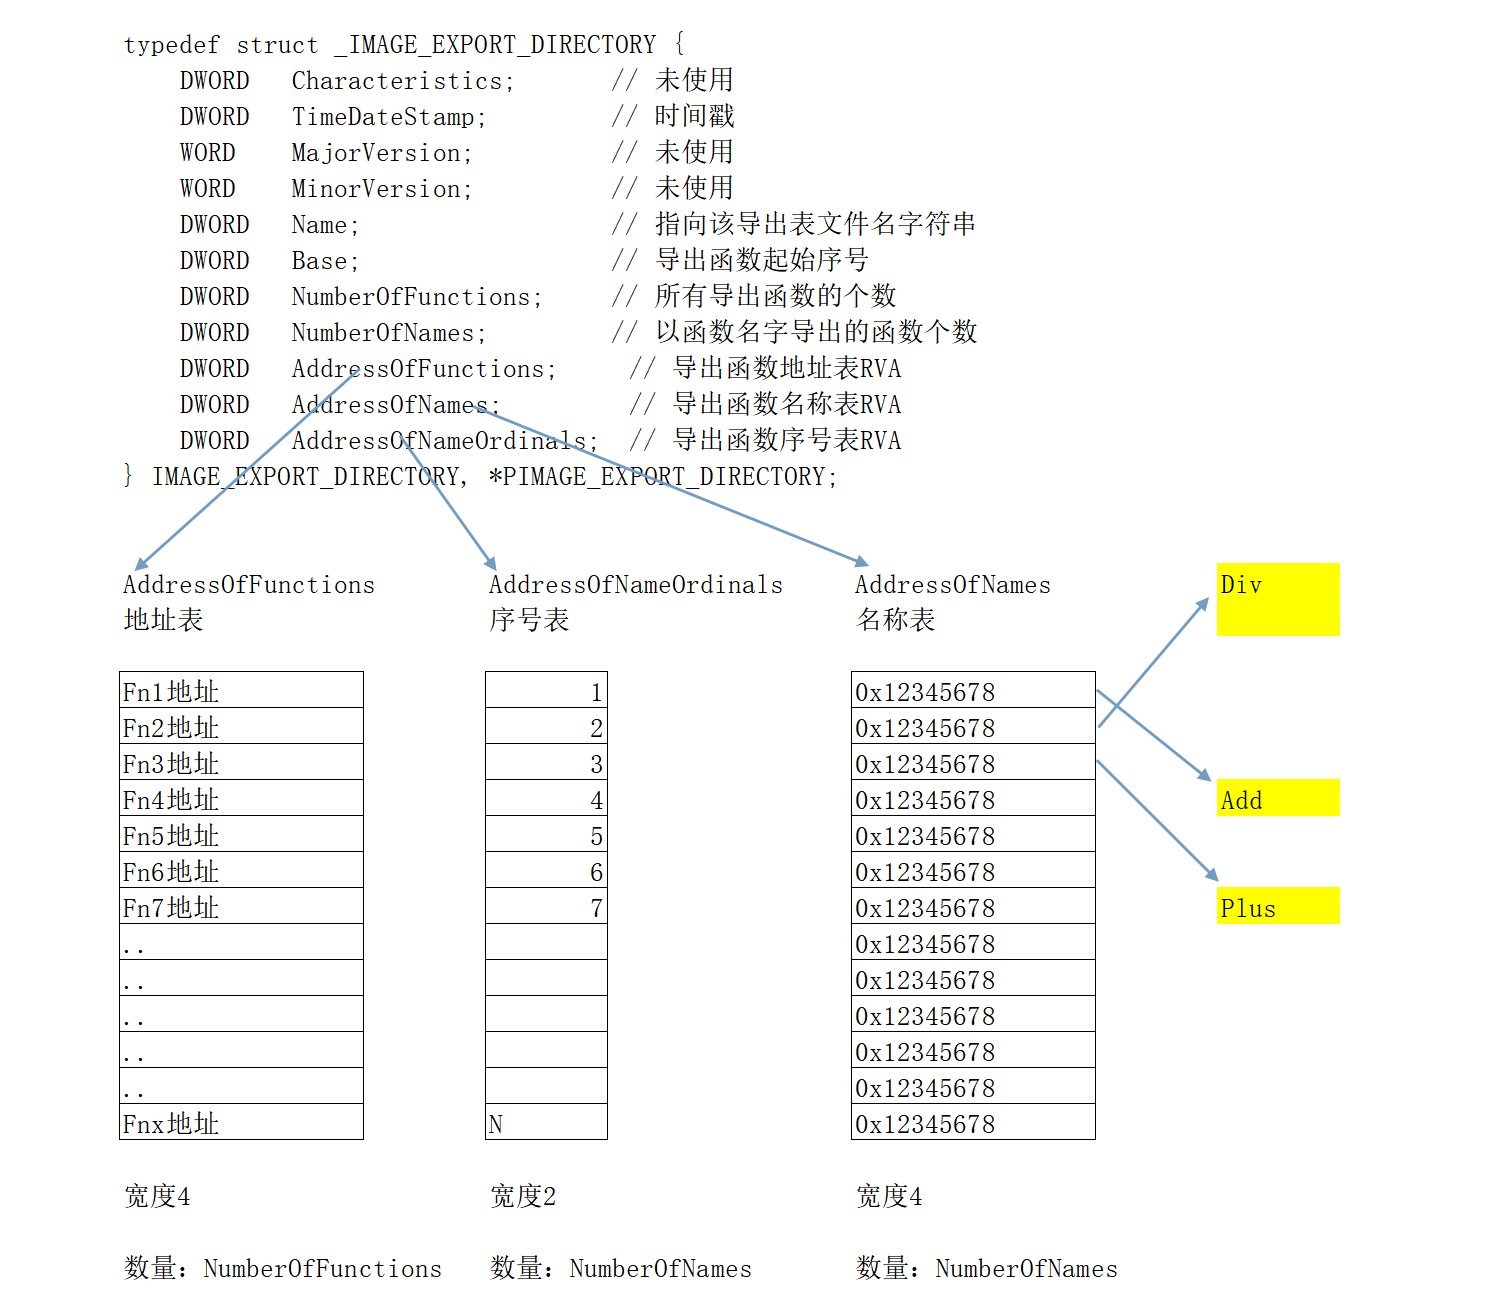 typedef struct _IMAGE_EXPORT_DIRECTORY {
DWORD Characteristics; // 未使用
DWORD TimeDateStamp; // 时间戳
WORD MajorVersion; // 未使用
WORD MinorVersion; // 未使用
DWORD Name; // 指向该导出表文件名字符串
DWORD Base; // 导出函数起始序号
DWORD NumberOfFunctions; // 所有导出函数的个数
DWORD NumberOfNames; // 以函数名字导出的函数个数
DWORD AddressOfFunctions; // 导出函数地址表RVA
DWORD AddressOfNames; // 导出函数名称表RVA
DWORD AddressOfNameOrdinals; // 导出函数序号表RVA
} IMAGE_EXPORT_DIRECTORY, *PIMAGE_EXPORT_DIRECTORY;
AddressOfFunctions AddressOfNameOrdinals AddressOfNames Div
地址表 序号表 名称表
Fn1地址 1 0x12345678
Fn2地址 2 0x12345678
Fn3地址 3 0x12345678
Fn4地址 4 0x12345678 Add
Fn5地址 5 0x12345678
Fn6地址 6 0x12345678
Fn7地址 7 0x12345678 Plus
.. 0x12345678
.. 0x12345678
.. 0x12345678
.. 0x12345678
.. 0x12345678
Fnx地址 N 0x12345678
宽度4 宽度2 宽度4
数量: NumberOfFunctions 数量: NumberOfNames 数量: NumberOfNames